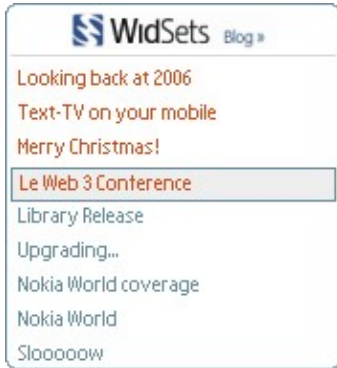 WidSets Blog »
Looking back at 2006
Text-TV on your mobile
Merry Christmas!
Le Web 3 Conference
Library Release
Upgrading...
Nokia World coverage
Nokia World
Slooooow